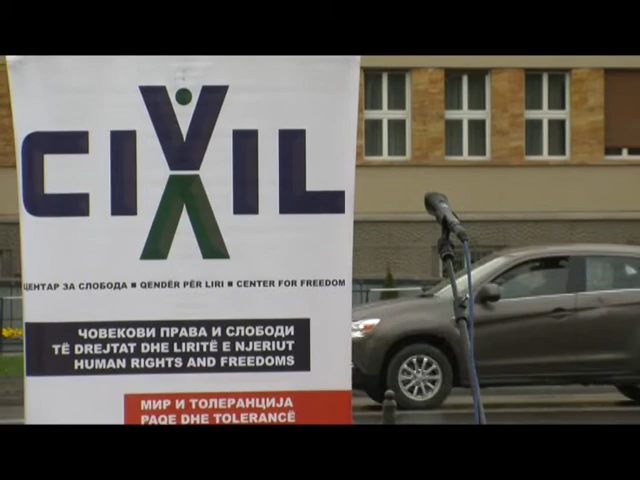 CIVIL
ЦЕНТАР ЗА СЛОБОДА ■ QENDËR PËR LIRI ■ CENTER FOR FREEDOM
ЧОВЕКОВИ ПРАВА И СЛОБОДИ
TË DREJTAT DHE LIRITË E NJERIUT
HUMAN RIGHTS AND FREEDOMS
МИР И ТОЛЕРАНЦИЈА
PAQE DHE TOLERANCË